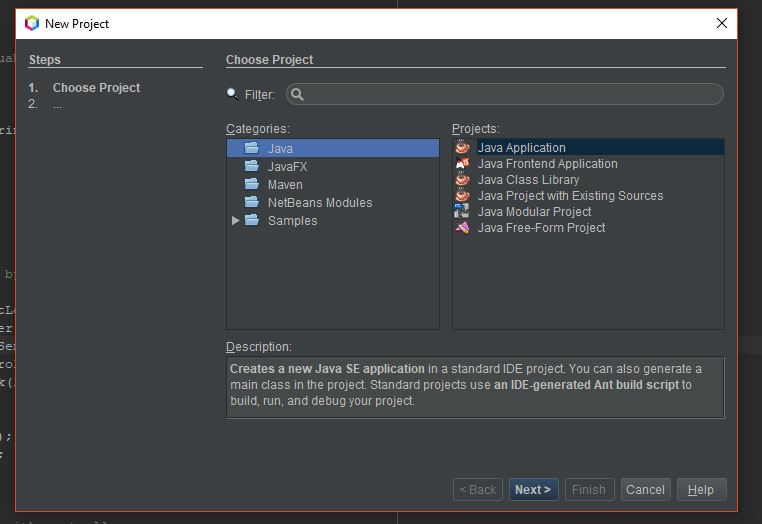 New Project
Steps
1. Choose Project
2. ...
Choose Project
Filter:
Categories:
Java
JavaFX
Maven
NetBeans Modules
Samples
Projects:
Java Application
Java Frontend Application
Java Class Library
Java Project with Existing Sources
Java Modular Project
Java Free-Form Project
Description:
Creates a new Java SE application in a standard IDE project. You can also generate a
main class in the project. Standard projects use an IDE-generated Ant build script to
build, run, and debug your project.
< Back
Next >
Finish
Cancel
Help